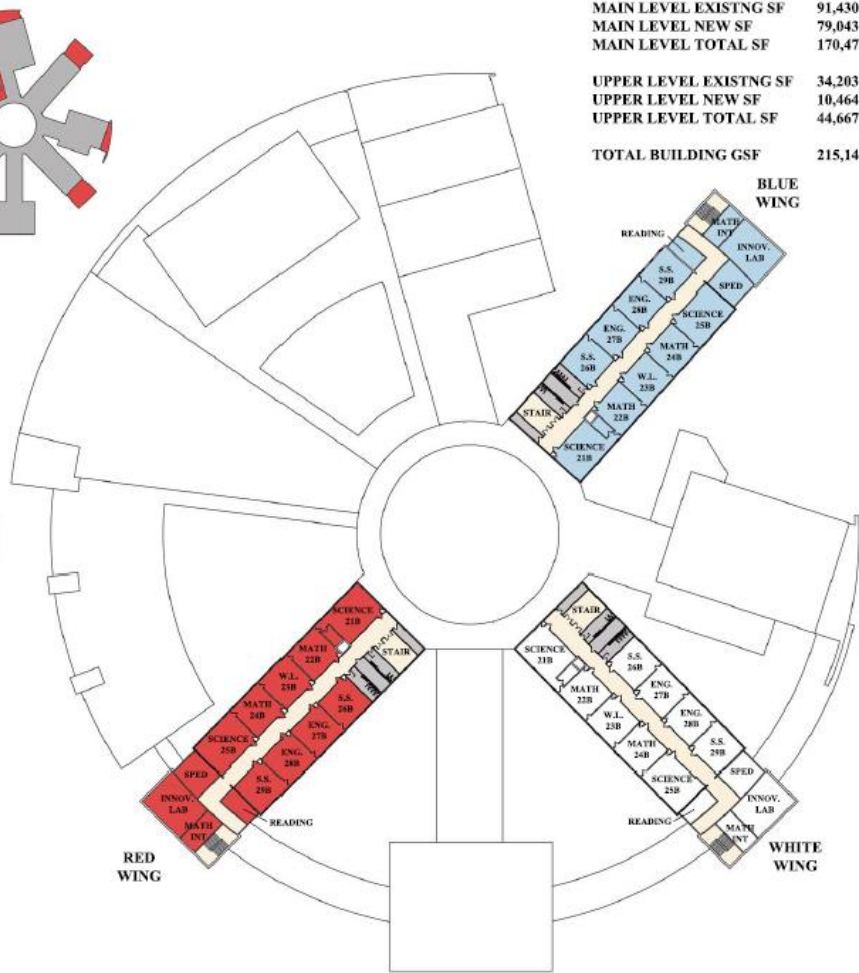 MAIN LEVEL EXISTNG SF 91,430
MAIN LEVEL NEW SF 79,043
MAIN LEVEL TOTAL SF 170,47
UPPER LEVEL EXISTNG SF 34,203
UPPER LEVEL NEW SF 10,464
UPPER LEVEL TOTAL SF 44,667
TOTAL BUILDING GSF 215,14
BLUE
WING
READING
MATH
INT
INNOV.
LAB
S.S.
29B
SPED
ENG.
28B
SCIENCE
25B
ENG.
27B
MATH
24B
S.S.
26B
W.L.
23B
STAIR
MATH
22B
SCIENCE
21B
SCIENCE
21B
MATH
22B
STAIR
W.L.
23B
S.S.
26B
MATH
24B
ENG.
27B
SCIENCE
25B
ENG.
28B
SPED
S.S.
29B
INNOV.
LAB
MATH
INT
READING
RED
WING
STAIR
SCIENCE
21B
S.S.
26B
MATH
22B
ENG.
27B
W.L.
23B
ENG.
28B
MATH
24B
S.S.
29B
SCIENCE
25B
SPED
INNOV.
LAB
READING
MATH
INT
WHITE
WING